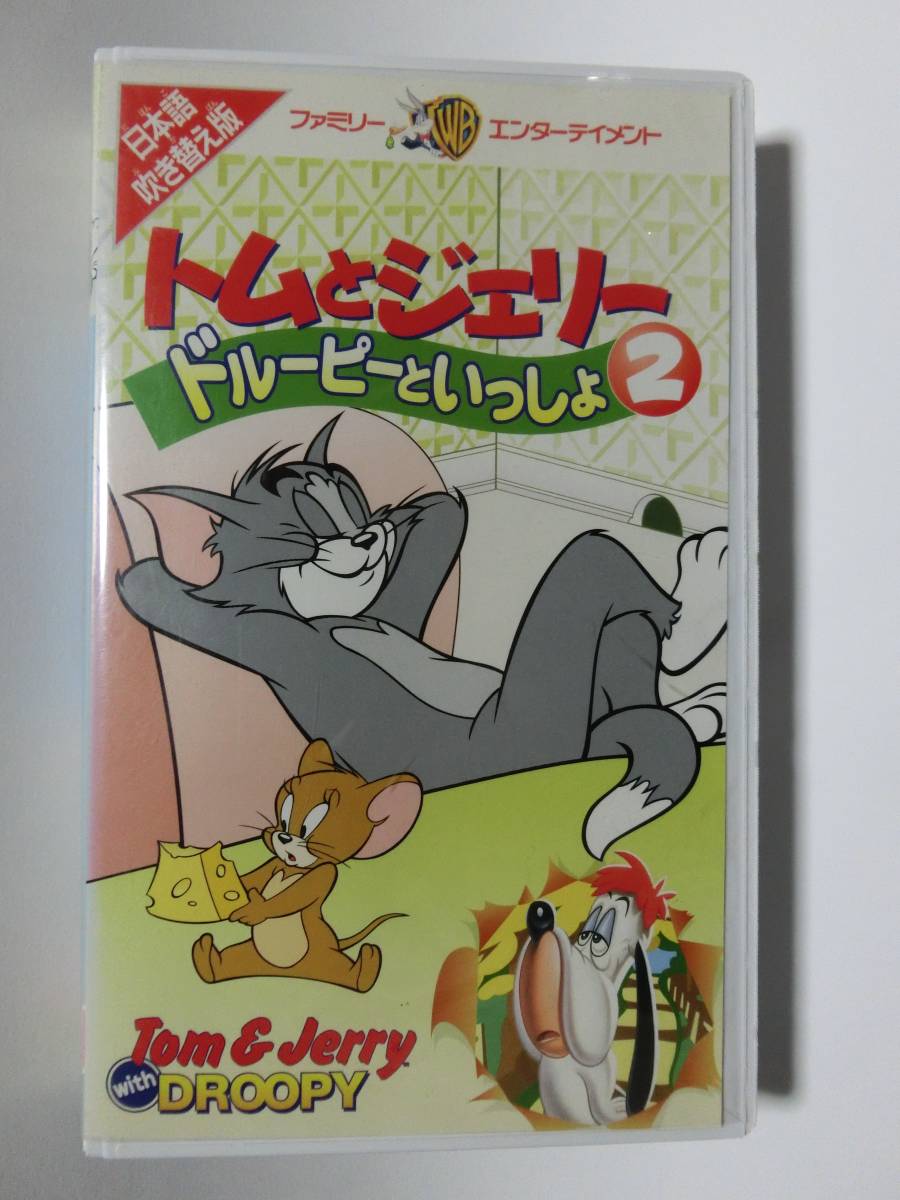 日本語
吹き替え版
ファミリー WB エンターテイメント
トムとジェリー
ドルーピーといっしょ 2
Tom & Jerry™
with DROOPY